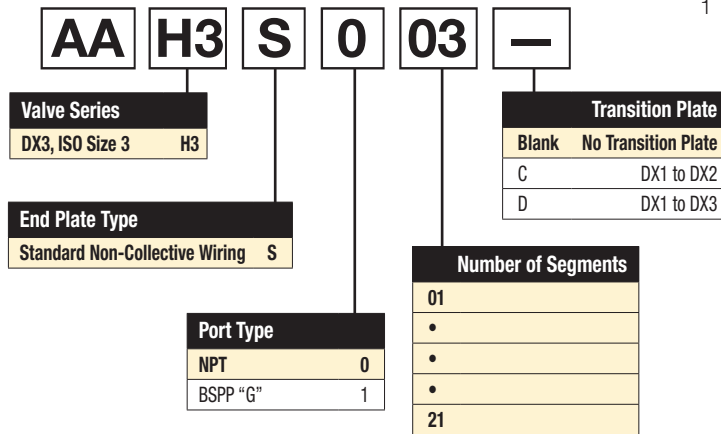 1
AA H3 S 0 03 —
Valve Series
DX3, ISO Size 3 H3
Transition Plate
Blank No Transition Plate
C DX1 to DX2
D DX1 to DX3
End Plate Type
Standard Non-Collective Wiring S
Number of Segments
01
•
•
•
21
Port Type
NPT 0
BSPP “G” 1